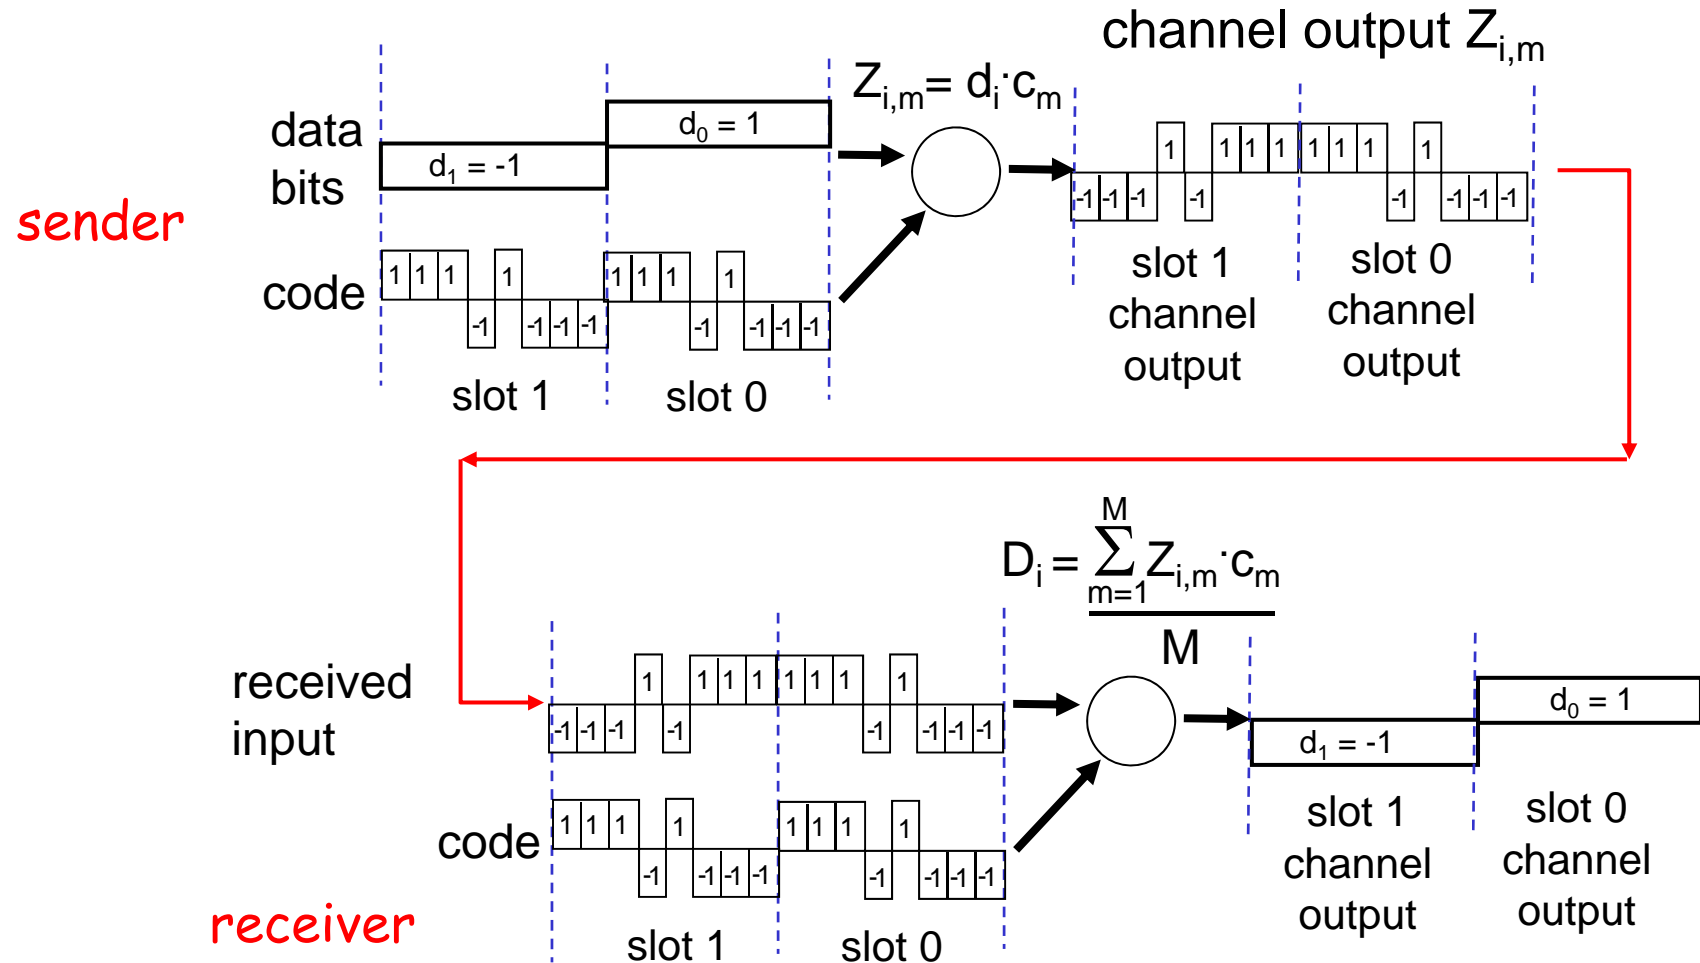 channel output Z_{i,m}
Z_{i,m}= d_i·c_m
data
bits
d_1 = -1
d_0 = 1
sender
code
1 1 1 -1 1 -1 -1 -1
1 1 1 -1 1 -1 -1 -1
slot 1
slot 0
-1 -1 -1 1 -1 1 1 1
1 1 1 -1 1 -1 -1 -1
slot 1
channel
output
slot 0
channel
output
D_i = \sum_{m=1}^{M} Z_{i,m}·c_m
M
received
input
-1 -1 -1 1 -1 1 1 1
1 1 1 -1 1 -1 -1 -1
code
1 1 1 -1 1 -1 -1 -1
1 1 1 -1 1 -1 -1 -1
receiver
slot 1
slot 0
d_1 = -1
d_0 = 1
slot 1
channel
output
slot 0
channel
output